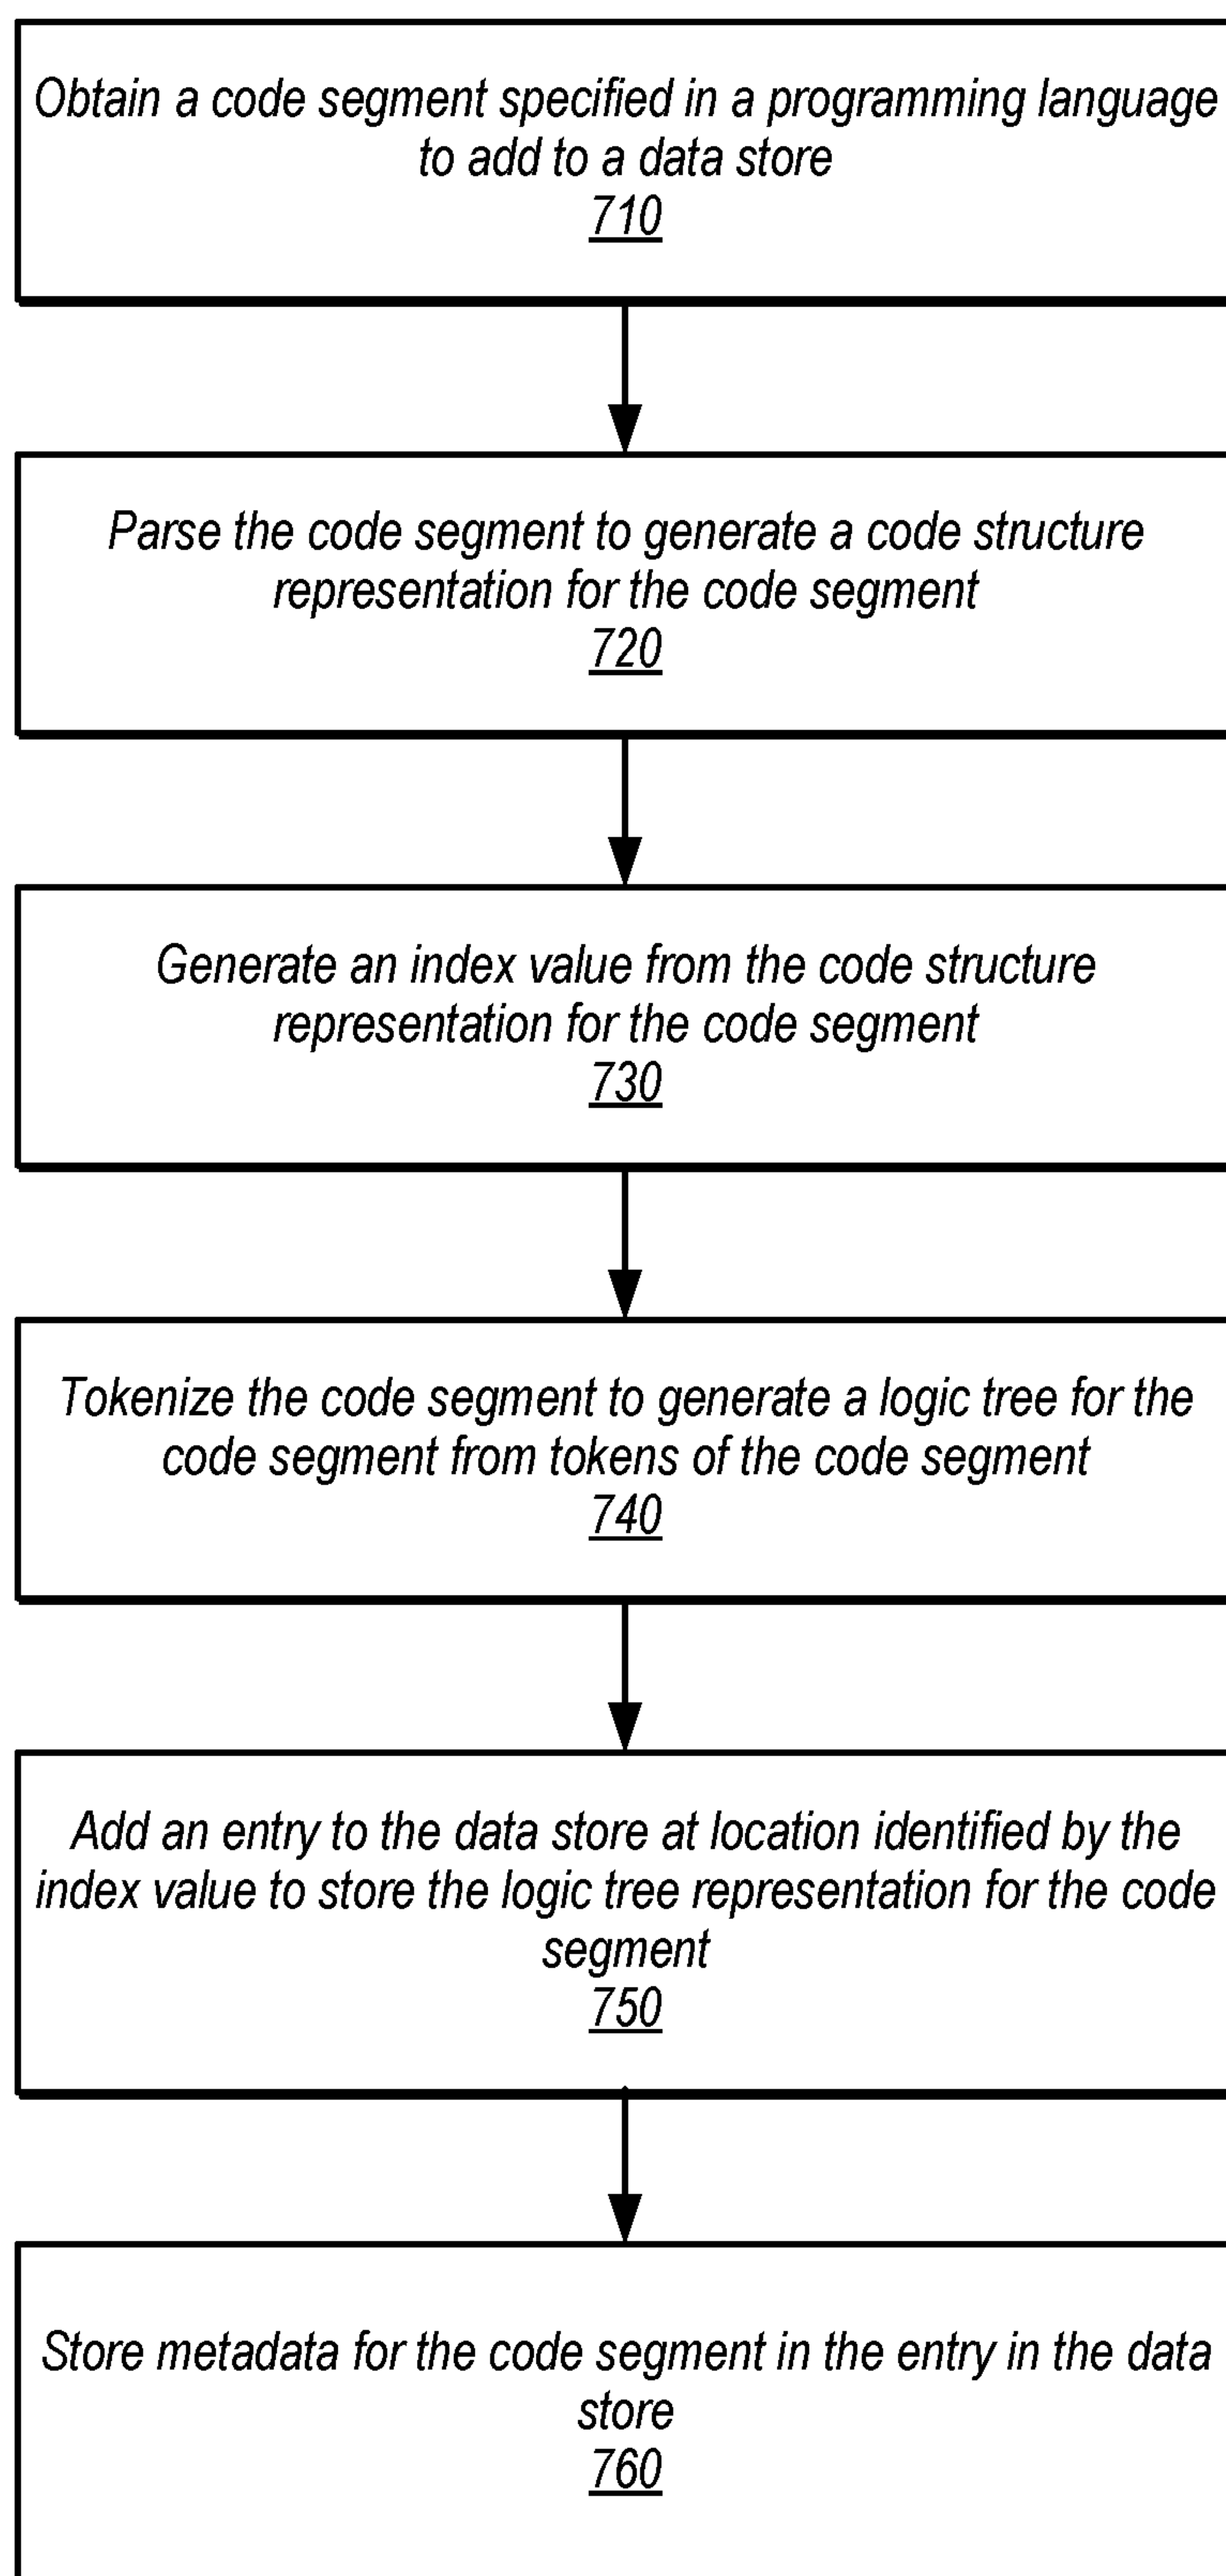 Obtain a code segment specified in a programming language
to add to a data store
710
Parse the code segment to generate a code structure
representation for the code segment
720
Generate an index value from the code structure
representation for the code segment
730
Tokenize the code segment to generate a logic tree for the
code segment from tokens of the code segment
740
Add an entry to the data store at location identified by the
index value to store the logic tree representation for the code
segment
750
Store metadata for the code segment in the entry in the data
store
760